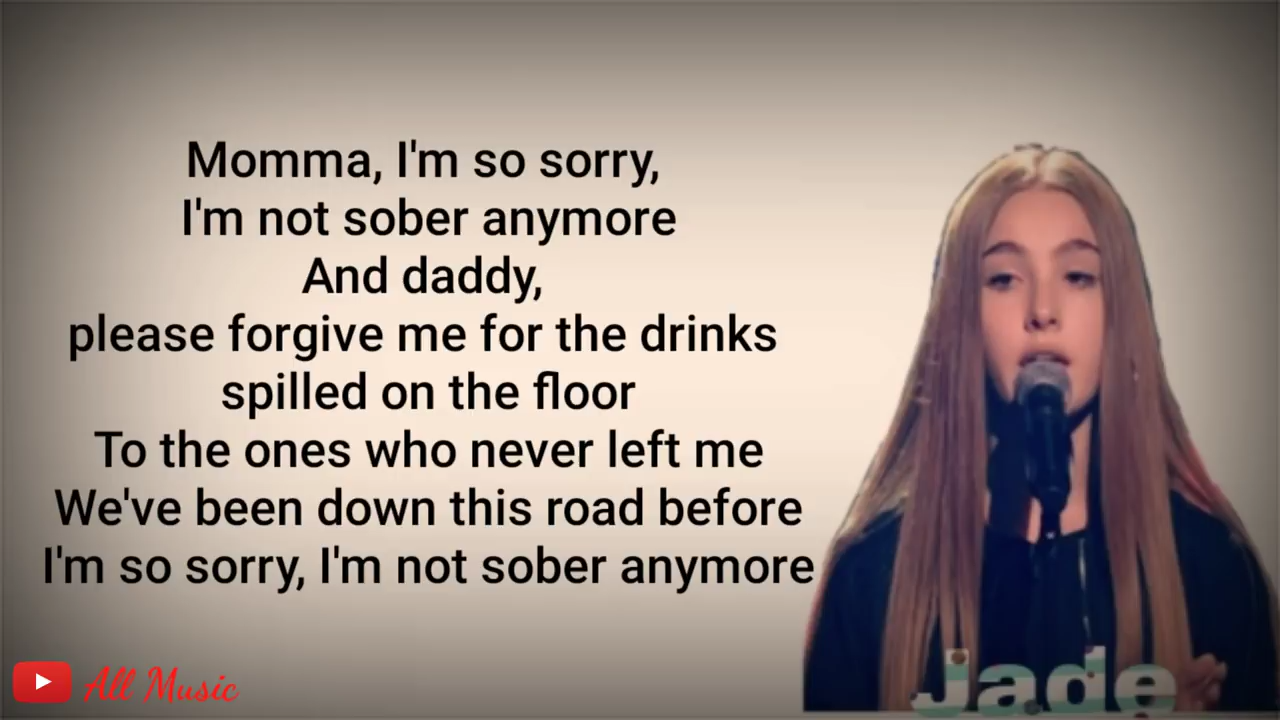 Momma, I'm so sorry,
I'm not sober anymore
And daddy,
please forgive me for the drinks
spilled on the floor
To the ones who never left me
We've been down this road before
I'm so sorry, I'm not sober anymore
All Music
Jade